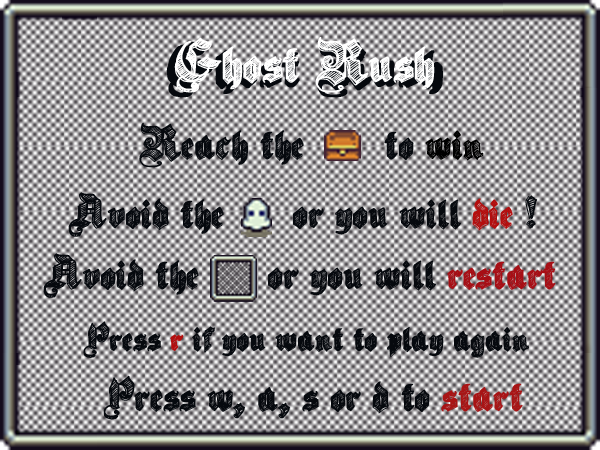 Ghost Rush
Reach the to win
Avoid the or you will die !
Avoid the or you will restart
Press r if you want to play again
Press w, a, s or d to start